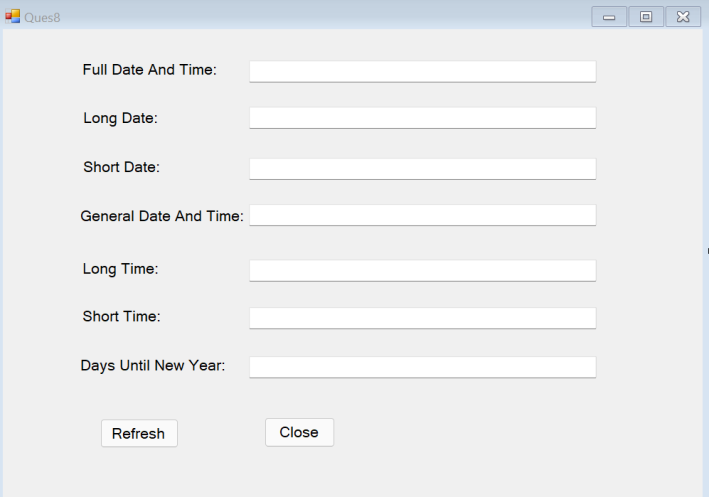 Ques8
Full Date And Time:
Long Date:
Short Date:
General Date And Time:
Long Time:
Short Time:
Days Until New Year:
Refresh
Close